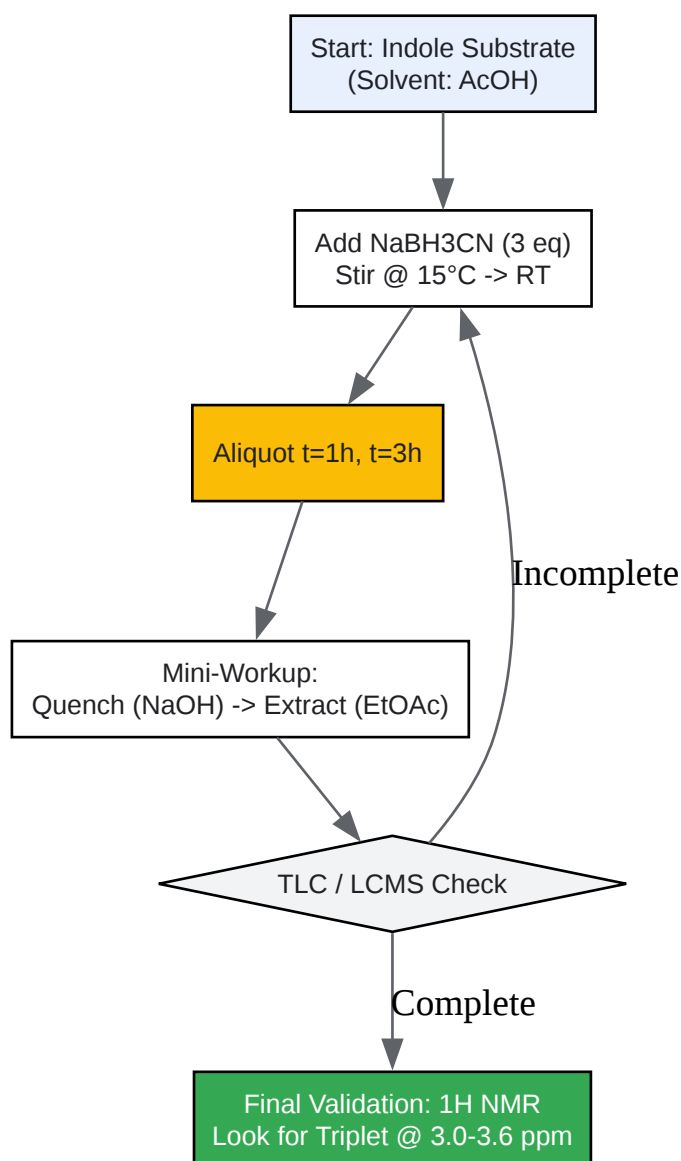 Start: Indole Substrate
(Solvent: AcOH)
Add NaBH3CN (3 eq)
Stir @ 15°C -> RT
Aliquot t=1h, t=3h
Incomplete
Mini-Workup:
Quench (NaOH) -> Extract (EtOAc)
TLC / LCMS Check
Complete
Final Validation: 1H NMR
Look for Triplet @ 3.0-3.6 ppm